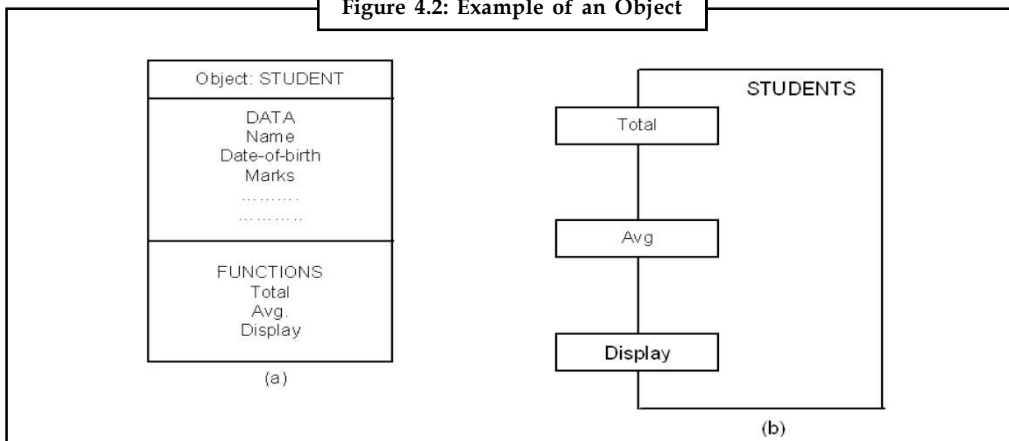 Figure 4.2: Example of an Object
Object: STUDENT
DATA
Name
Date-of-birth
Marks
..........
...........
FUNCTIONS
Total
Avg.
Display
(a)
STUDENTS
Total
Avg
Display
(b)